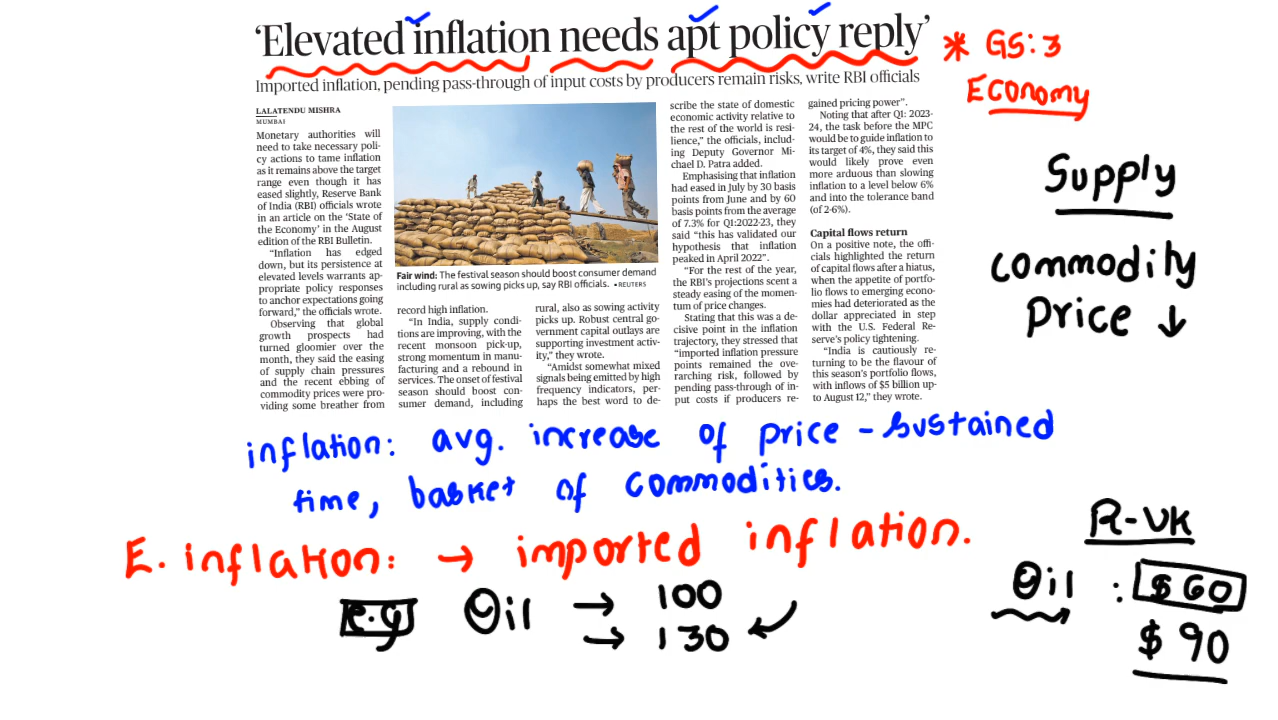 ‘Elevated inflation needs apt policy reply’
Imported inflation, pending pass-through of input costs by producers remain risks, write RBI officials
LALATENDU MISHRA
MUMBAI
Monetary authorities will
need to take necessary poli-
cy actions to tame inflation
as it remains above the target
range even though it has
eased slightly, Reserve Bank
of India (RBI) officials wrote
in an article on the ‘State of
the Economy’ in the August
edition of the RBI Bulletin.
“Inflation has edged
down, but its persistence at
elevated levels warrants ap-
propriate policy responses
to anchor expectations going
forward,” the officials wrote.
Observing that global
growth prospects had
turned gloomier over the
month, they said the easing
of supply chain pressures
and the recent ebbing of
commodity prices were pro-
viding some breather from
Fair wind: The festival season should boost consumer demand
including rural as sowing picks up, say RBI officials. •REUTERS
record high inflation.
“In India, supply condi-
tions are improving, with the
recent monsoon pick-up,
strong momentum in manu-
facturing and a rebound in
services. The onset of festival
season should boost con-
sumer demand, including
rural, also as sowing activity
picks up. Robust central go-
vernment capital outlays are
supporting investment activ-
ity,” they wrote.
“Amidst somewhat mixed
signals being emitted by high
frequency indicators, per-
haps the best word to de-
scribe the state of domestic
economic activity relative to
the rest of the world is resi-
lience,” the officials, includ-
ing Deputy Governor Mi-
chael D. Patra added.
Emphasising that inflation
had eased in July by 30 basis
points from June and by 60
basis points from the average
of 7.3% for Q1:2022-23, they
said “this has validated our
hypothesis that inflation
peaked in April 2022”.
“For the rest of the year,
the RBI’s projections scent a
steady easing of the momen-
tum of price changes.
Stating that this was a de-
cisive point in the inflation
trajectory, they stressed that
“imported inflation pressure
points remained the ove-
rarching risk, followed by
pending pass-through of in-
put costs if producers re-
gained pricing power”.
Noting that after Q1: 2023-
24, the task before the MPC
would be to guide inflation to
its target of 4%, they said this
would likely prove even
more arduous than slowing
inflation to a level below 6%
and into the tolerance band
(of 2-6%).
Capital flows return
On a positive note, the offi-
cials highlighted the return
of capital flows after a hiatus,
when the appetite of portfo-
lio flows to emerging econo-
mies had deteriorated as the
dollar appreciated in step
with the U.S. Federal Re-
serve’s policy tightening.
“India is cautiously re-
turning to be the flavour of
this season’s portfolio flows,
with inflows of $5 billion up-
to August 12,” they wrote.
* GS: 3
Economy
Supply
commodity
Price ↓
inflation: avg. increase of price - sustained
time, basket of commodities.
E. inflation: → imported inflation.
e.g Oil → 100
→ 130
R-UK
Oil : $60
$ 90